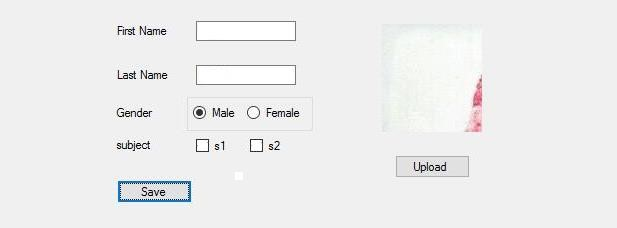 First Name
Last Name
Gender Male Female
subject s1 s2
Upload
Save